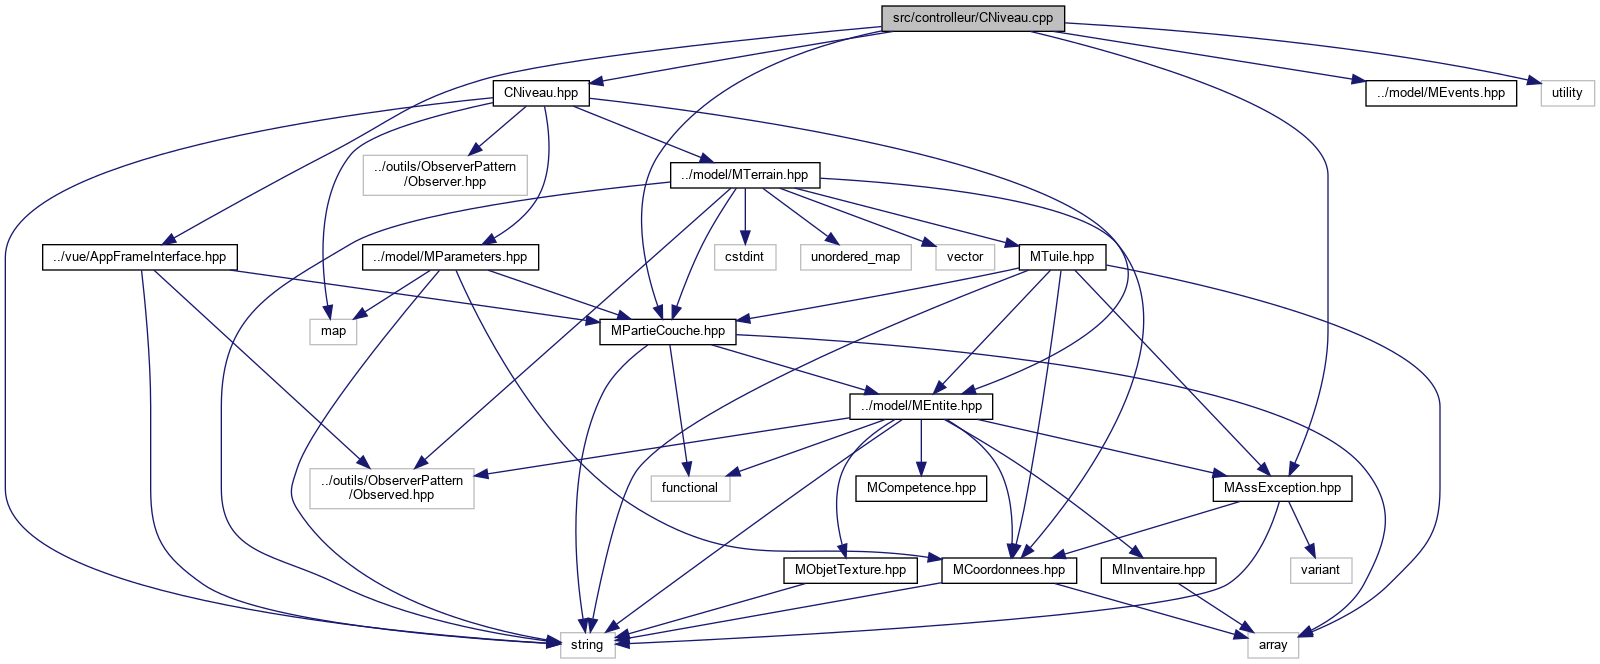 src/controlleur/CNiveau.cpp
CNiveau.hpp
../model/MEvents.hpp
utility
../outils/ObserverPattern
/Observer.hpp
../model/MTerrain.hpp
../vue/AppFrameInterface.hpp
../model/MParameters.hpp
cstdint
unordered_map
vector
MTuile.hpp
map
MPartieCouche.hpp
../model/MEntite.hpp
../outils/ObserverPattern
/Observed.hpp
functional
MCompetence.hpp
MAssException.hpp
MObjetTexture.hpp
MCoordonnees.hpp
MInventaire.hpp
variant
string
array